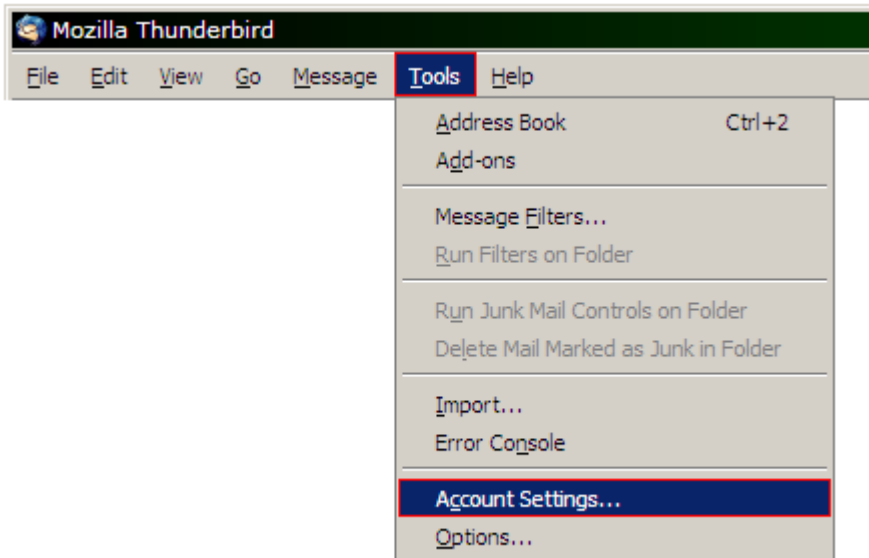 Mozilla Thunderbird
File Edit View Go Message Tools Help
Address Book Ctrl+2
Add-ons
Message Filters...
Run Filters on Folder
Run Junk Mail Controls on Folder
Delete Mail Marked as Junk in Folder
Import...
Error Console
Account Settings...
Options...